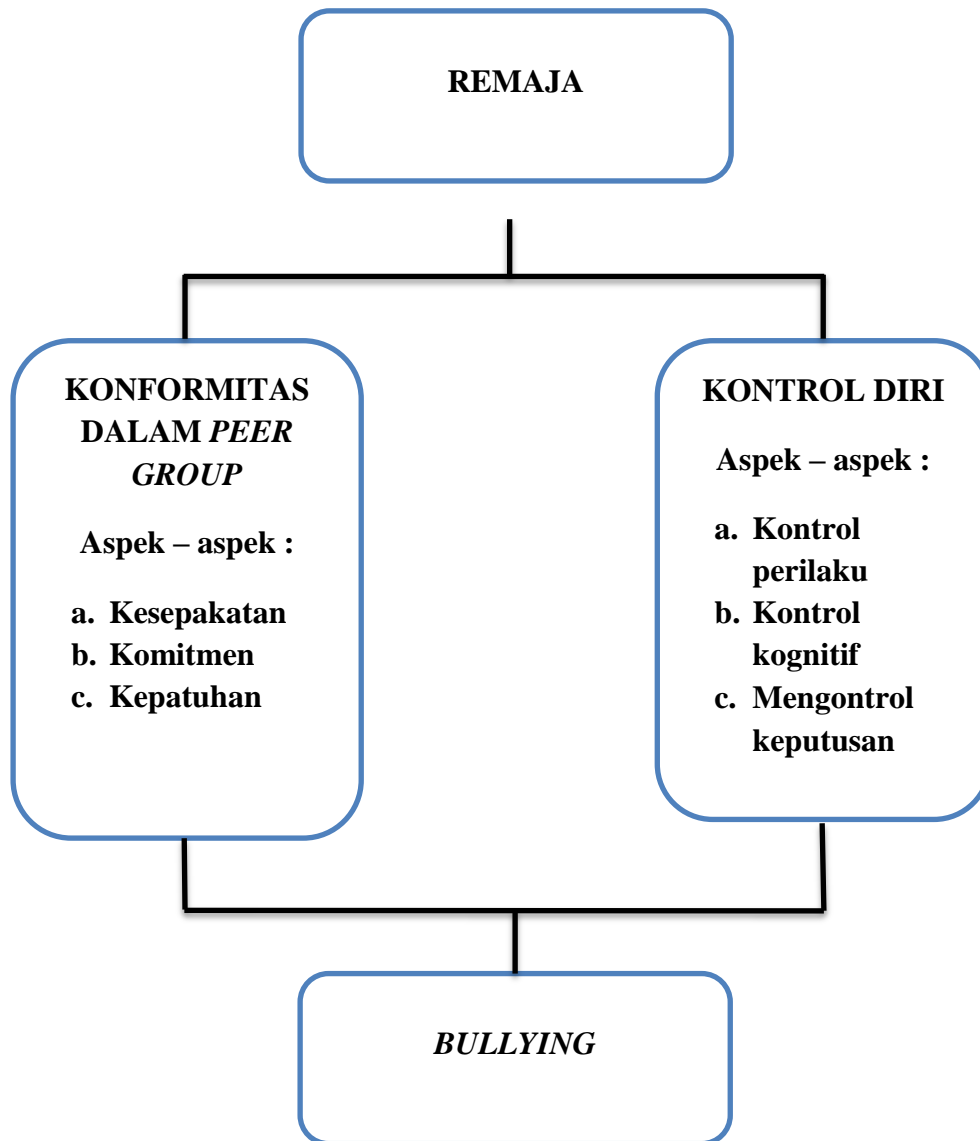 REMAJA
KONFORMITAS
DALAM PEER
GROUP
Aspek – aspek :
a. Kesepakatan
b. Komitmen
c. Kepatuhan
KONTROL DIRI
Aspek – aspek :
a. Kontrol
perilaku
b. Kontrol
kognitif
c. Mengontrol
keputusan
BULLYING